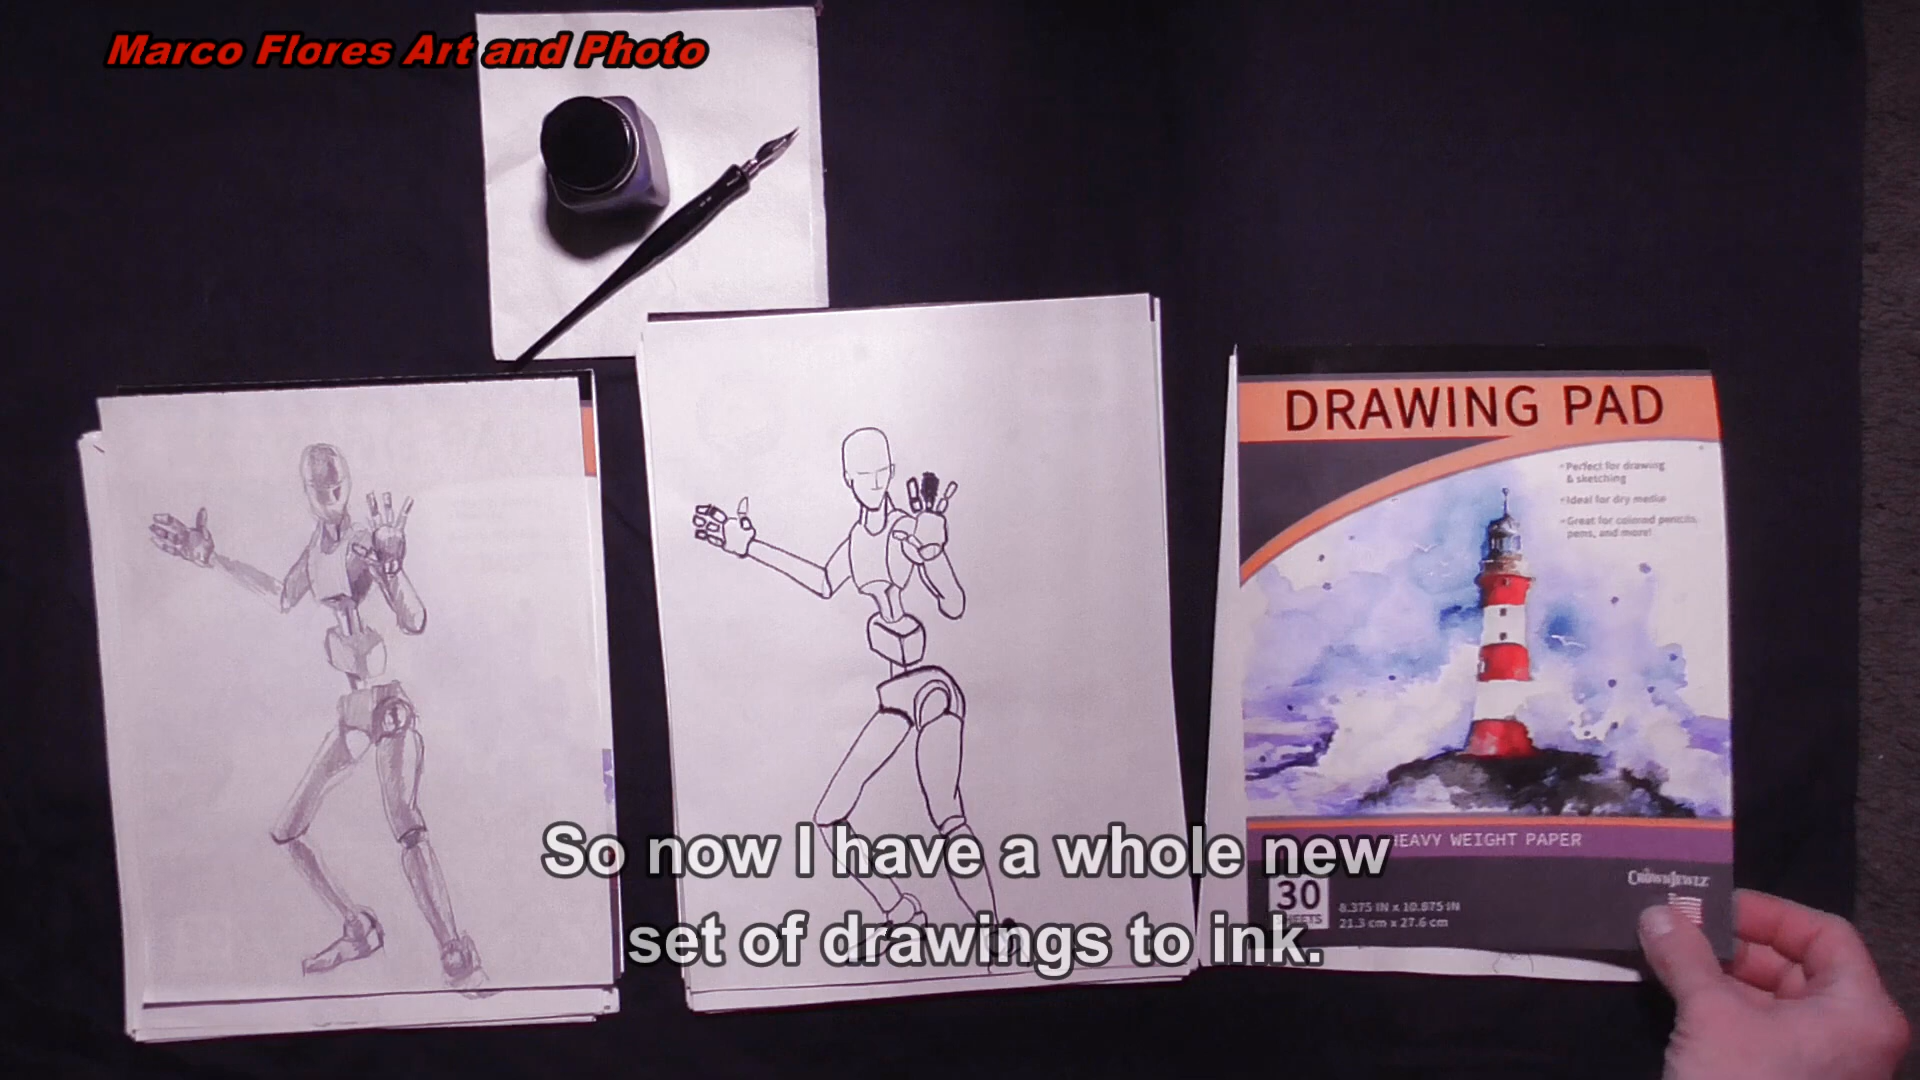 Marco Flores Art and Photo
DRAWING PAD
Perfect for drawing
& sketching
Ideal for dry media
Great for colored pencils,
pens, and more!
HEAVY WEIGHT PAPER
CROWNJEWLZ
30
SHEETS
8.375 IN x 10.875 IN
21.3 cm x 27.6 cm
So now I have a whole new
set of drawings to ink.